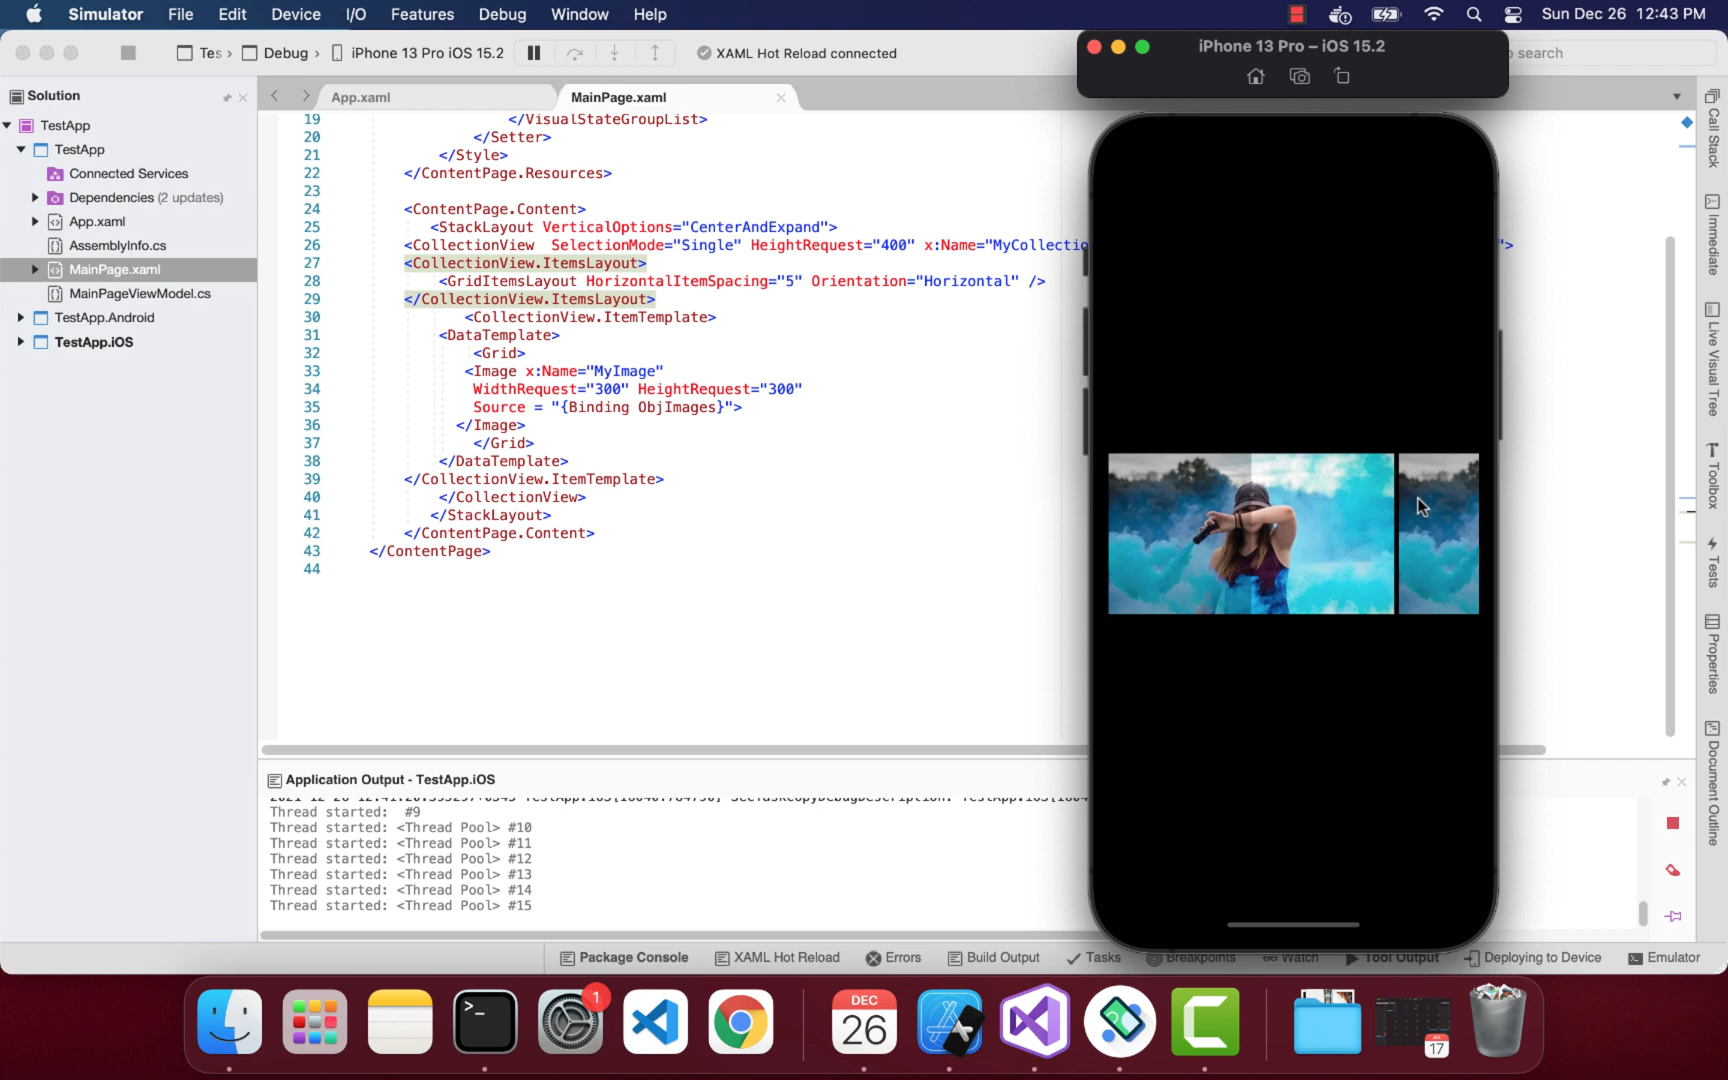 Simulator File Edit Device I/O Features Debug Window Help Sun Dec 26 12:43 PM
Tes › Debug › iPhone 13 Pro iOS 15.2 XAML Hot Reload connected search
iPhone 13 Pro – iOS 15.2
Solution
TestApp
TestApp
Connected Services
Dependencies (2 updates)
App.xaml
AssemblyInfo.cs
MainPage.xaml
MainPageViewModel.cs
TestApp.Android
TestApp.iOS
App.xaml MainPage.xaml
19 </VisualStateGroupList>
20 </Setter>
21 </Style>
22 </ContentPage.Resources>
23
24 <ContentPage.Content>
25 <StackLayout VerticalOptions="CenterAndExpand">
26 <CollectionView SelectionMode="Single" HeightRequest="400" x:Name="MyCollectio ">
27 <CollectionView.ItemsLayout>
28 <GridItemsLayout HorizontalItemSpacing="5" Orientation="Horizontal" />
29 </CollectionView.ItemsLayout>
30 <CollectionView.ItemTemplate>
31 <DataTemplate>
32 <Grid>
33 <Image x:Name="MyImage"
34 WidthRequest="300" HeightRequest="300"
35 Source = "{Binding ObjImages}">
36 </Image>
37 </Grid>
38 </DataTemplate>
39 </CollectionView.ItemTemplate>
40 </CollectionView>
41 </StackLayout>
42 </ContentPage.Content>
43 </ContentPage>
44
Call Stack
Immediate
Live Visual Tree
Toolbox
Tests
Properties
Document Outline
Application Output - TestApp.iOS
Thread started: #9
Thread started: <Thread Pool> #10
Thread started: <Thread Pool> #11
Thread started: <Thread Pool> #12
Thread started: <Thread Pool> #13
Thread started: <Thread Pool> #14
Thread started: <Thread Pool> #15
Package Console XAML Hot Reload Errors Build Output Tasks Breakpoints Watch Tool Output Deploying to Device Emulator
1
DEC
26
17